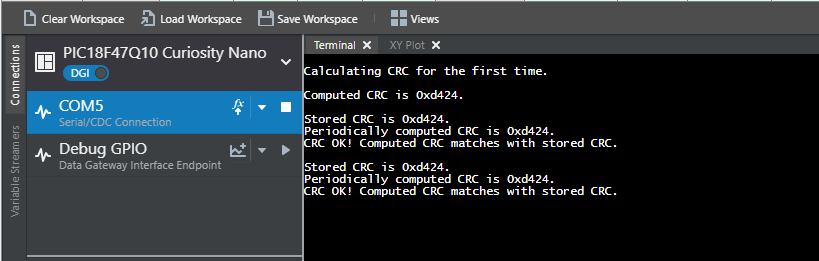 Clear Workspace Load Workspace Save Workspace Views
Connections
Variable Streamers
PIC18F47Q10 Curiosity Nano
DGI
COM5
Serial/CDC Connection
Debug GPIO
Data Gateway Interface Endpoint
Terminal XY Plot
Calculating CRC for the first time.
Computed CRC is 0xd424.
Stored CRC is 0xd424.
Periodically computed CRC is 0xd424.
CRC OK! Computed CRC matches with stored CRC.
Stored CRC is 0xd424.
Periodically computed CRC is 0xd424.
CRC OK! Computed CRC matches with stored CRC.